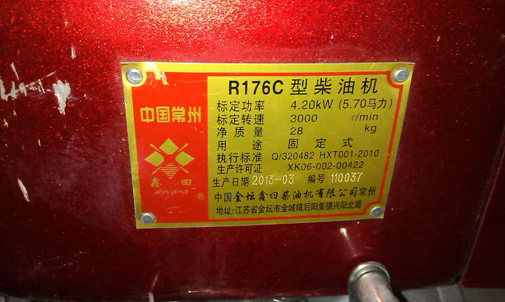 R176C 型柴油机
标定功率 4.20kW (5.70马力)
标定转速 3000 r/min
净质量 28 kg
用途 固定式
执行标准 Q/320482 HXT001-2010
生产许可证 XK06-002-00422
生产日期 2013-03 编号 110037
中国金坛鑫田柴油机有限公司常州
地址:江苏省金坛市金城镇后阳集镇兴阳北路
中国常州
鑫田